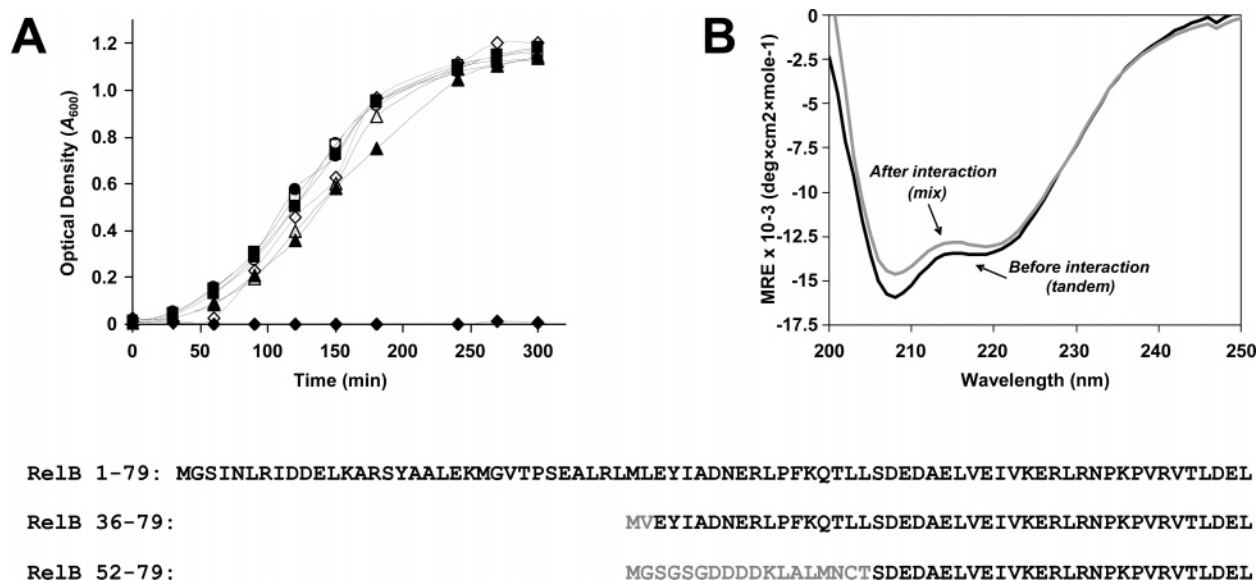 A
Optical Density (A600)
1.2
1.0
0.8
0.6
0.4
0.2
0
0 50 100 150 200 250 300
Time (min)
B
MRE x 10-3 (deg×cm2×mole-1)
0
-2.5
-5
-7.5
-10
-12.5
-15
-17.5
After interaction
(mix)
Before interaction
(tandem)
200 210 220 230 240 250
Wavelength (nm)
RelB 1-79: MGSINLRIDDELKARSYAALEKMGVTPSEALRLMLEYIADNERLPFKQTLLSDEDAELVEIVKERLRNPKPVRVTLDEL
RelB 36-79: MVEYIADNERLPFKQTLLSDEDAELVEIVKERLRNPKPVRVTLDEL
RelB 52-79: MGSGSGDDDDKLALMNCTSDEDAELVEIVKERLRNPKPVRVTLDEL